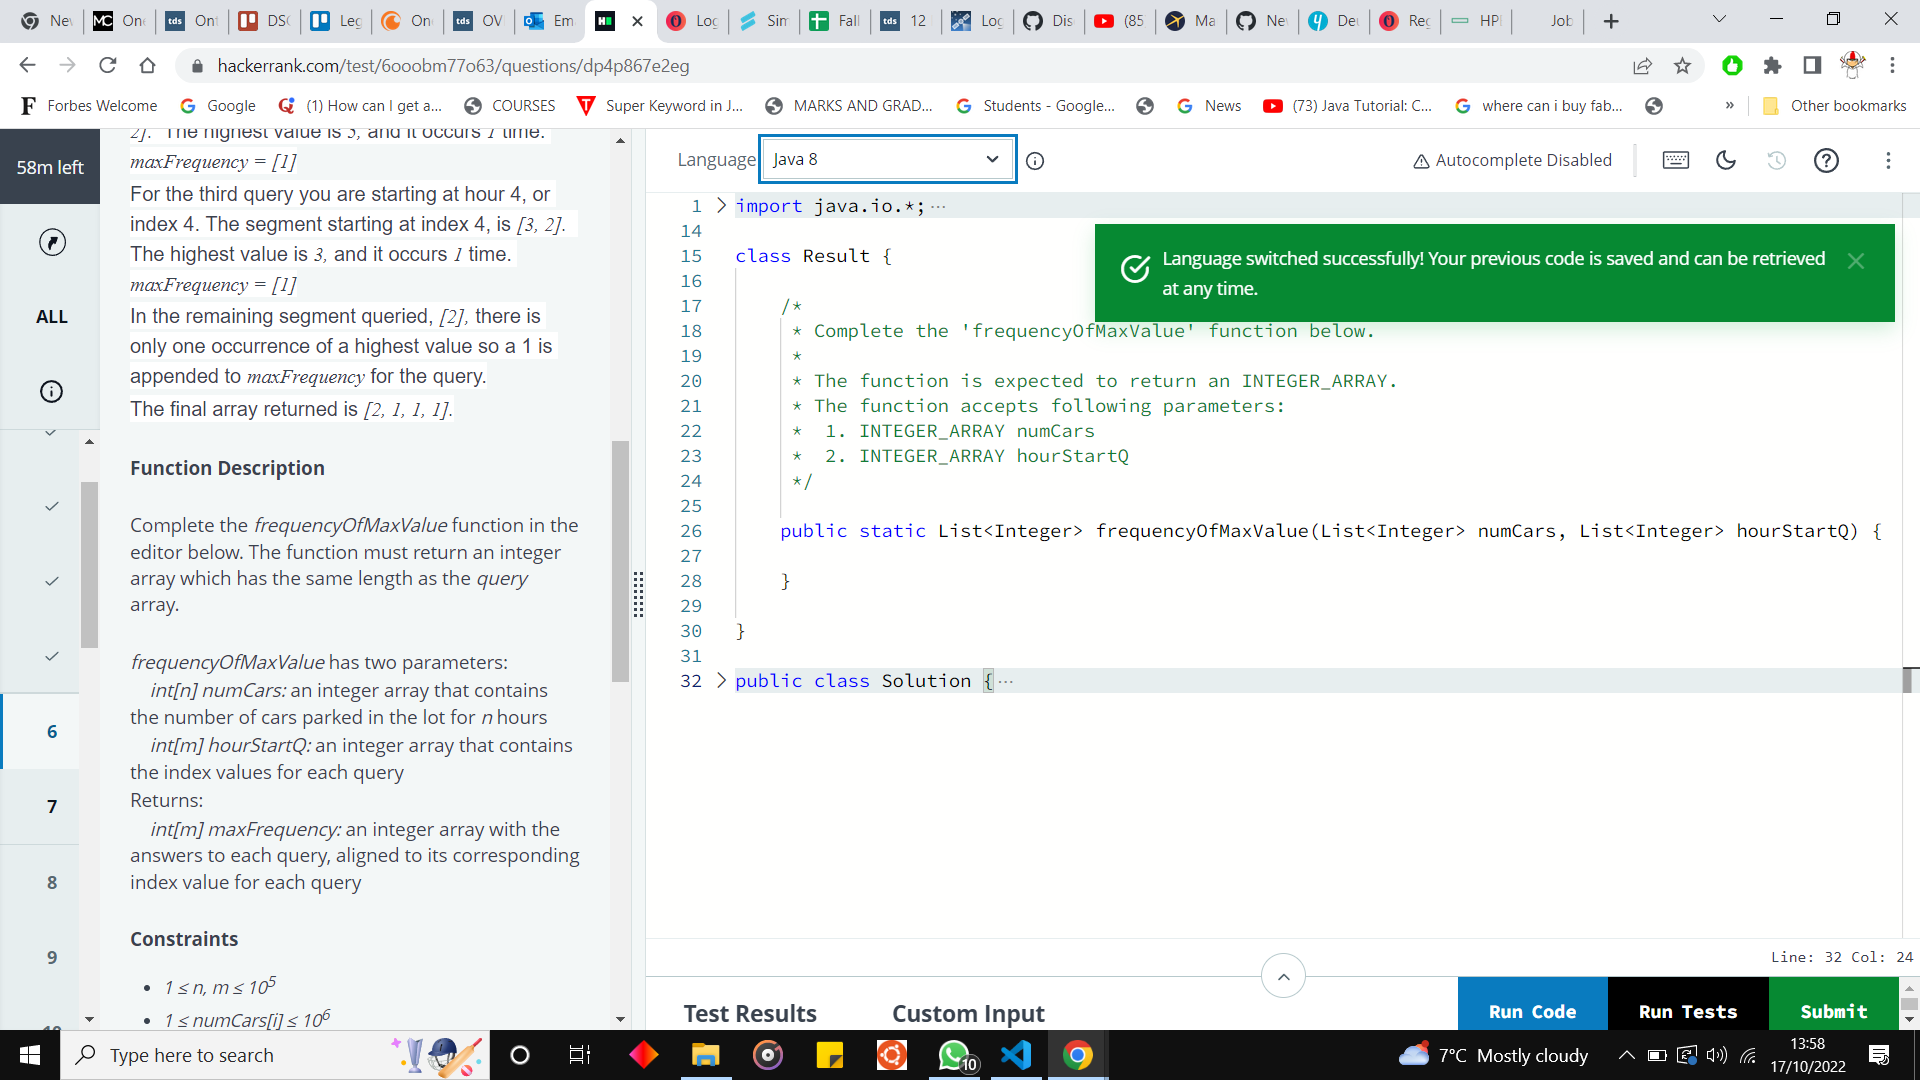 New
One
Ont
DSC
Leg
One
OVI
Ema
Log
Sim
Fall
12
Log
Dis
(85
Ma
Nev
Deu
Reg
HPE
Job
hackerrank.com/test/6ooobm77o63/questions/dp4p867e2eg
Forbes Welcome
Google
(1) How can I get a...
COURSES
Super Keyword in J...
MARKS AND GRAD...
Students - Google...
News
(73) Java Tutorial: C...
where can i buy fab...
»
Other bookmarks
58m left
ALL
6
7
8
9
10
2]. The highest value is 3, and it occurs 1 time.
maxFrequency = [1]
For the third query you are starting at hour 4, or
index 4. The segment starting at index 4, is [3, 2].
The highest value is 3, and it occurs 1 time.
maxFrequency = [1]
In the remaining segment queried, [2], there is
only one occurrence of a highest value so a 1 is
appended to maxFrequency for the query.
The final array returned is [2, 1, 1, 1].
Function Description
Complete the frequencyOfMaxValue function in the
editor below. The function must return an integer
array which has the same length as the query
array.
frequencyOfMaxValue has two parameters:
int[n] numCars: an integer array that contains
the number of cars parked in the lot for n hours
int[m] hourStartQ: an integer array that contains
the index values for each query
Returns:
int[m] maxFrequency: an integer array with the
answers to each query, aligned to its corresponding
index value for each query
Constraints
• 1 ≤ n, m ≤ 10^5
• 1 ≤ numCars[i] ≤ 10^6
Language Java 8
Autocomplete Disabled
Language switched successfully! Your previous code is saved and can be retrieved
at any time.
1 import java.io.*;···
14
15 class Result {
16
17 /*
18 * Complete the 'frequencyOfMaxValue' function below.
19 *
20 * The function is expected to return an INTEGER_ARRAY.
21 * The function accepts following parameters:
22 *  1. INTEGER_ARRAY numCars
23 *  2. INTEGER_ARRAY hourStartQ
24 */
25
26 public static List<Integer> frequencyOfMaxValue(List<Integer> numCars, List<Integer> hourStartQ) {
27
28 }
29
30 }
31
32 public class Solution {···
Line: 32 Col: 24
Test Results
Custom Input
Run Code
Run Tests
Submit
Type here to search
10
7°C Mostly cloudy
13:58
17/10/2022